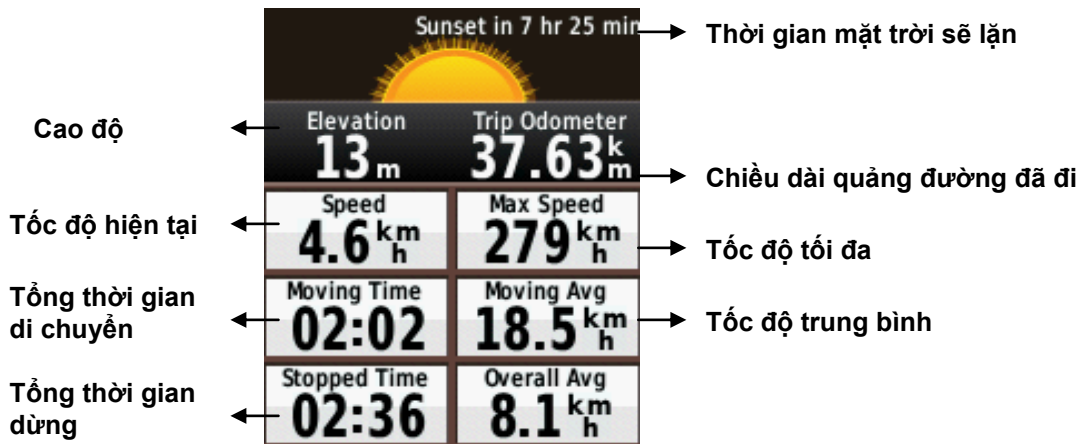 Sunset in 7 hr 25 min
Thời gian mặt trời sẽ lặn
Cao độ
Elevation
13 m
Trip Odometer
37.63 km
Chiều dài quảng đường đã đi
Tốc độ hiện tại
Speed
4.6 km h
Max Speed
279 km h
Tốc độ tối đa
Tổng thời gian
di chuyển
Moving Time
02:02
Moving Avg
18.5 km h
Tốc độ trung bình
Tổng thời gian
dừng
Stopped Time
02:36
Overall Avg
8.1 km h